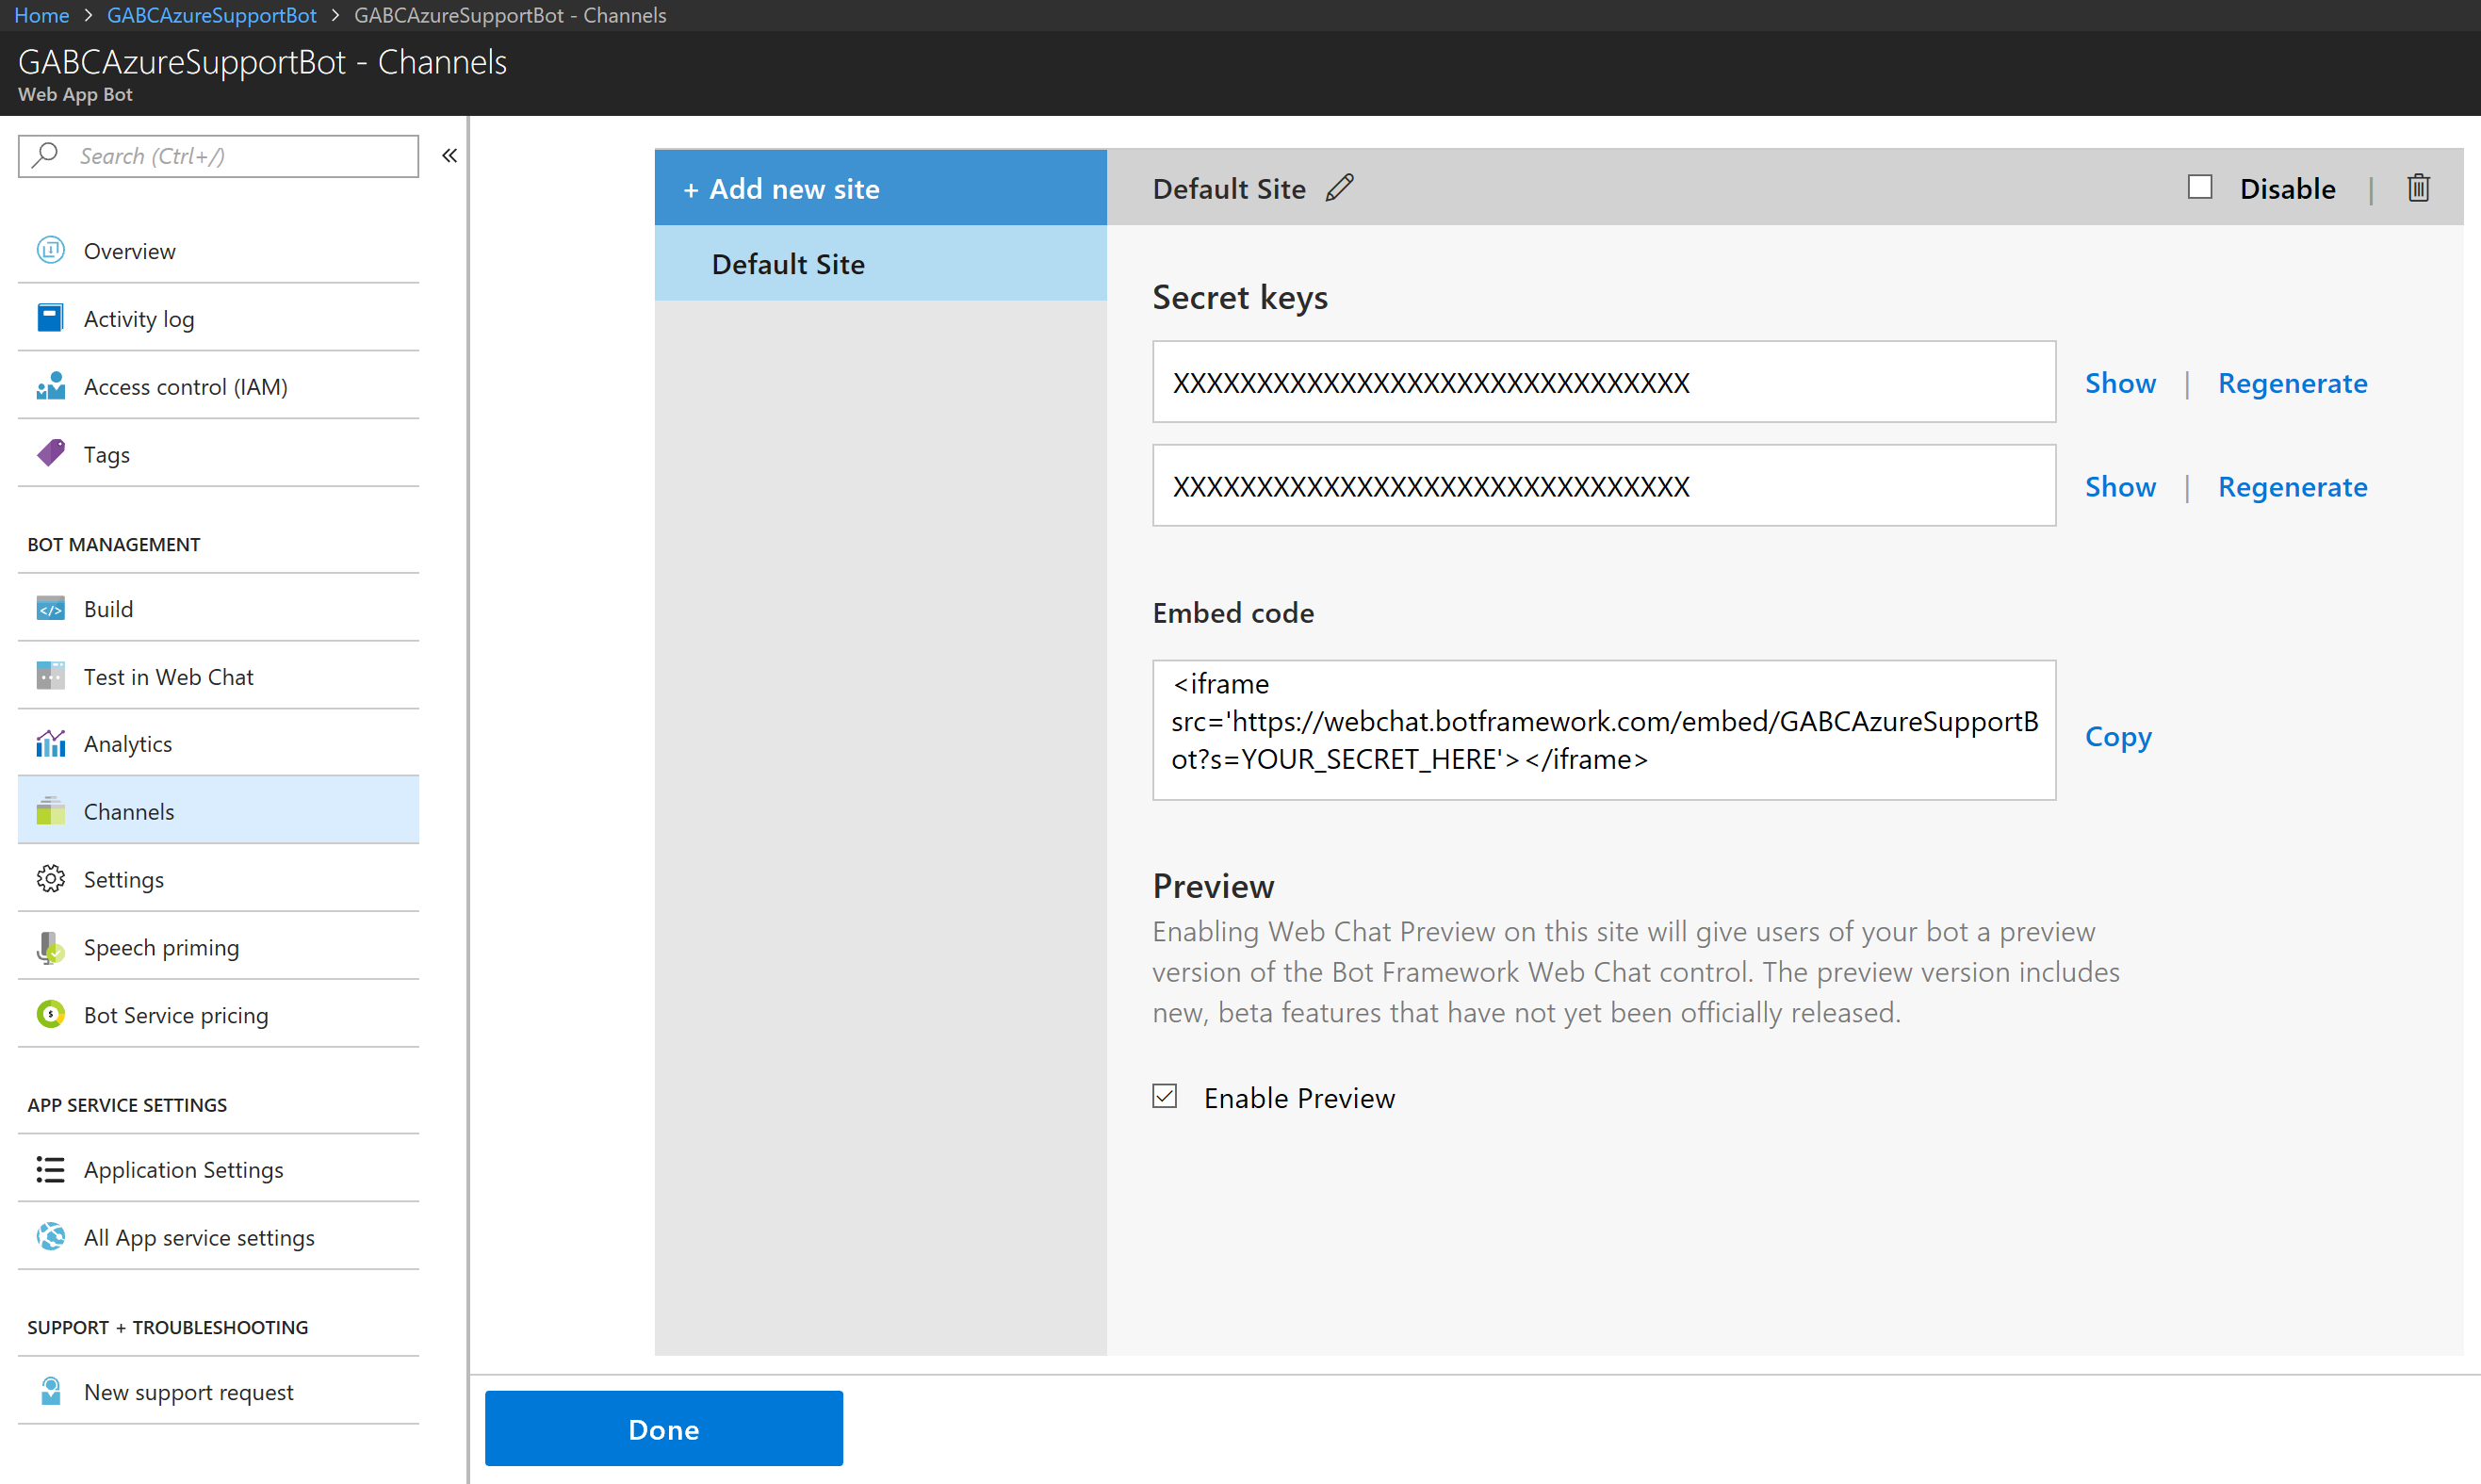 Home > GABCAzureSupportBot > GABCAzureSupportBot - Channels
GABCAzureSupportBot - Channels
Web App Bot
Search (Ctrl+/)
«
Overview
Activity log
Access control (IAM)
Tags
BOT MANAGEMENT
Build
Test in Web Chat
Analytics
Channels
Settings
Speech priming
Bot Service pricing
APP SERVICE SETTINGS
Application Settings
All App service settings
SUPPORT + TROUBLESHOOTING
New support request
+ Add new site
Default Site
Default Site
Disable |
Secret keys
XXXXXXXXXXXXXXXXXXXXXXXXXXXXXXX
Show | Regenerate
XXXXXXXXXXXXXXXXXXXXXXXXXXXXXXX
Show | Regenerate
Embed code
<iframe
src='https://webchat.botframework.com/embed/GABCAzureSupportB
ot?s=YOUR_SECRET_HERE'></iframe>
Copy
Preview
Enabling Web Chat Preview on this site will give users of your bot a preview
version of the Bot Framework Web Chat control. The preview version includes
new, beta features that have not yet been officially released.
Enable Preview
Done